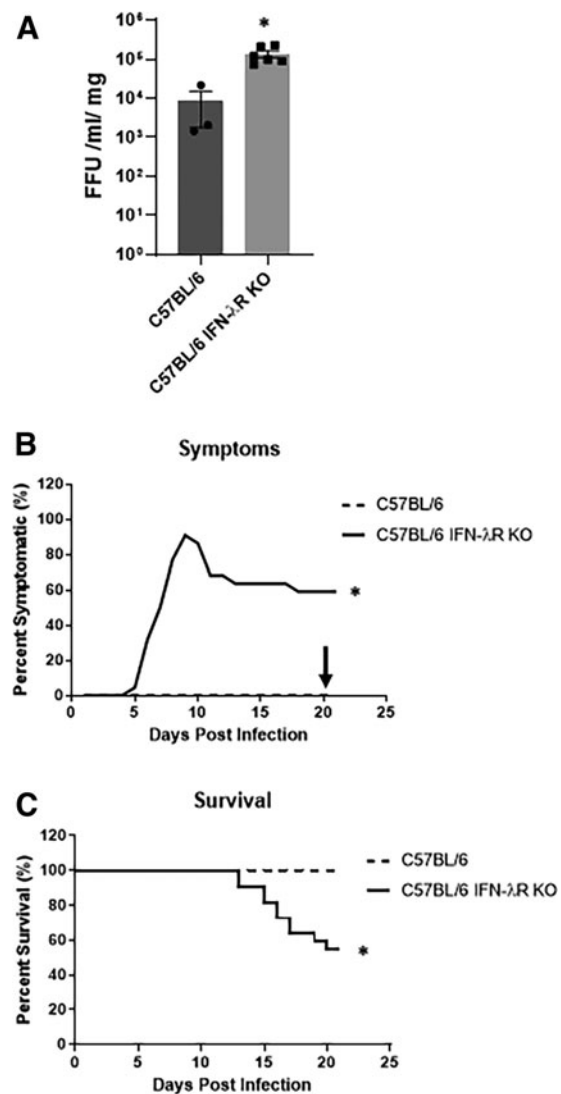 A
FFU /ml/ mg
10⁶
10⁵
10⁴
10³
10²
10¹
10⁰
*
C57BL/6
C57BL/6 IFN-λR KO
B
Symptoms
Percent Symptomatic (%)
120
100
80
60
40
20
0
0 5 10 15 20 25
Days Post Infection
C57BL/6
C57BL/6 IFN-λR KO
*
C
Survival
Percent Survival (%)
120
100
80
60
40
20
0
0 5 10 15 20 25
Days Post Infection
C57BL/6
C57BL/6 IFN-λR KO
*